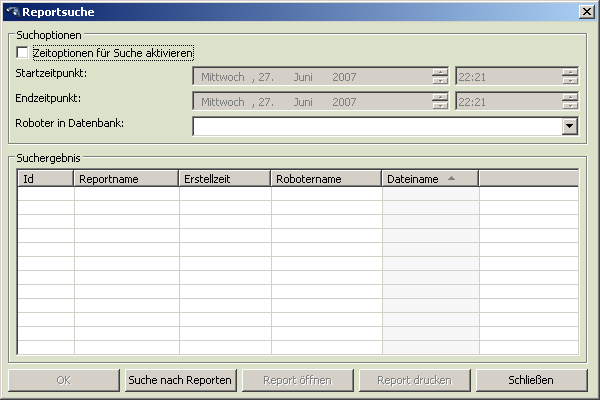 Reportsuche
Suchoptionen
Zeitoptionen für Suche aktivieren
Startzeitpunkt: Mittwoch , 27. Juni 2007 22:21
Endzeitpunkt: Mittwoch , 27. Juni 2007 22:21
Roboter in Datenbank:
Suchergebnis
Id Reportname Erstellzeit Robotername Dateiname
OK Suche nach Reporten Report öffnen Report drucken Schließen